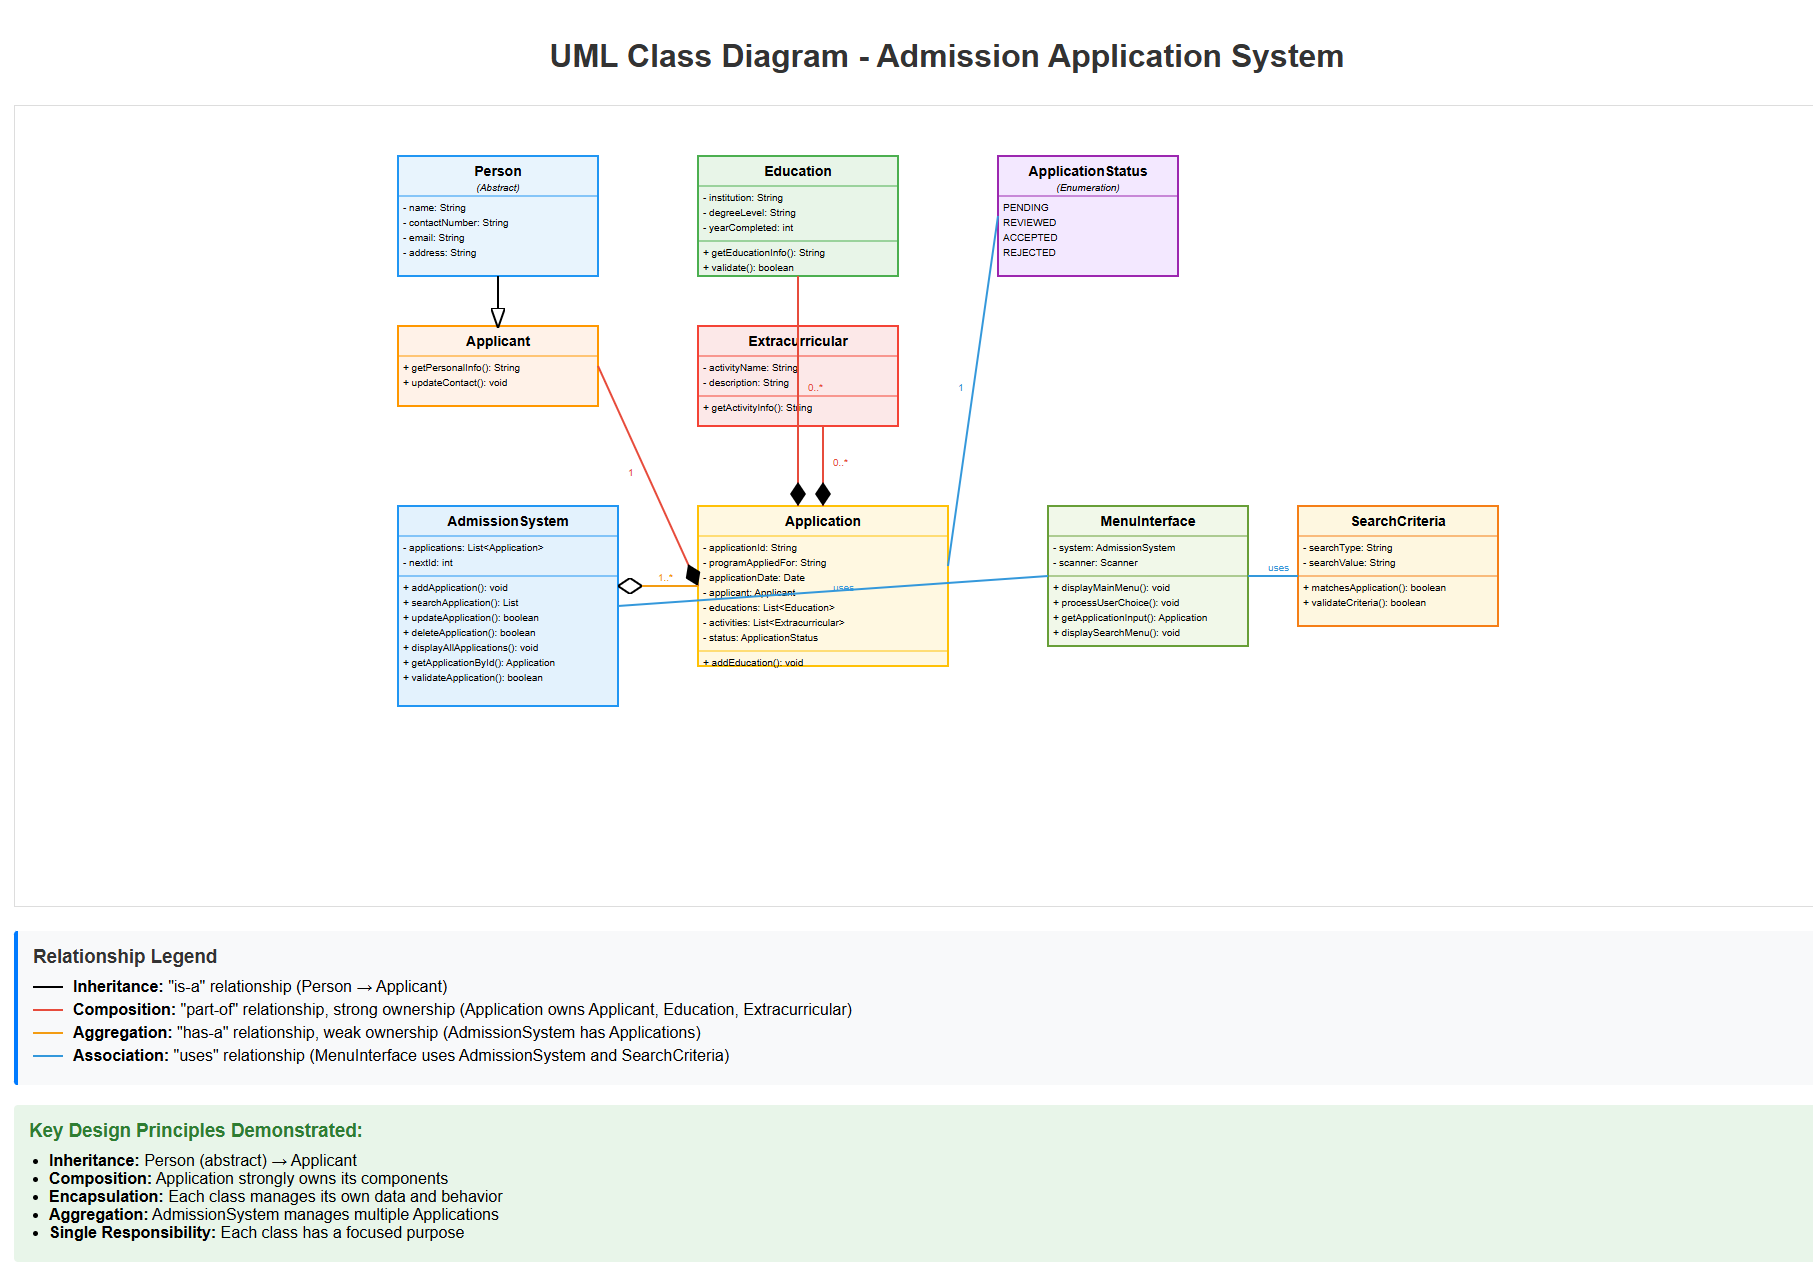 UML Class Diagram - Admission Application System
Person
(Abstract)
- name: String
- contactNumber: String
- email: String
- address: String
Education
- institution: String
- degreeLevel: String
- yearCompleted: int
+ getEducationInfo(): String
+ validate(): boolean
ApplicationStatus
(Enumeration)
PENDING
REVIEWED
ACCEPTED
REJECTED
Applicant
+ getPersonalInfo(): String
+ updateContact(): void
Extracurricular
- activityName: String
- description: String
+ getActivityInfo(): String
0..*
1
0..*
1
AdmissionSystem
- applications: List<Application>
- nextId: int
+ addApplication(): void
+ searchApplication(): List
+ updateApplication(): boolean
+ deleteApplication(): boolean
+ displayAllApplications(): void
+ getApplicationById(): Application
+ validateApplication(): boolean
1..*
Application
- applicationId: String
- programAppliedFor: String
- applicationDate: Date
- applicant: Applicant
- educations: List<Education>
- activities: List<Extracurricular>
- status: ApplicationStatus
+ addEducation(): void
uses
MenuInterface
- system: AdmissionSystem
- scanner: Scanner
+ displayMainMenu(): void
+ processUserChoice(): void
+ getApplicationInput(): Application
+ displaySearchMenu(): void
uses
SearchCriteria
- searchType: String
- searchValue: String
+ matchesApplication(): boolean
+ validateCriteria(): boolean
Relationship Legend
Inheritance: "is-a" relationship (Person → Applicant)
Composition: "part-of" relationship, strong ownership (Application owns Applicant, Education, Extracurricular)
Aggregation: "has-a" relationship, weak ownership (AdmissionSystem has Applications)
Association: "uses" relationship (MenuInterface uses AdmissionSystem and SearchCriteria)
Key Design Principles Demonstrated:
• Inheritance: Person (abstract) → Applicant
• Composition: Application strongly owns its components
• Encapsulation: Each class manages its own data and behavior
• Aggregation: AdmissionSystem manages multiple Applications
• Single Responsibility: Each class has a focused purpose